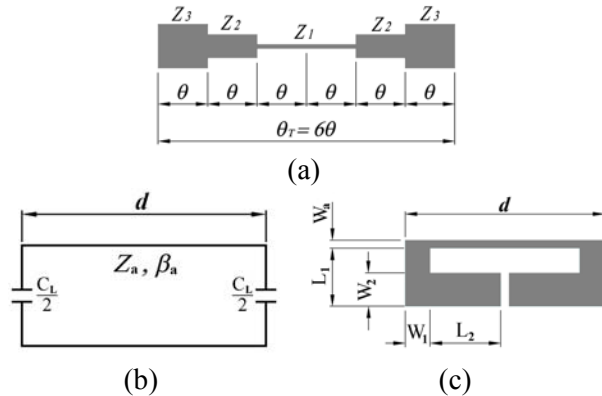 Z3 Z2 Z1 Z2 Z3
θ θ θ θ θ θ
θT = 6θ
(a)
d
Za , βa
CL/2 CL/2
(b)
d
Wa
L1
W2
W1 L2
(c)